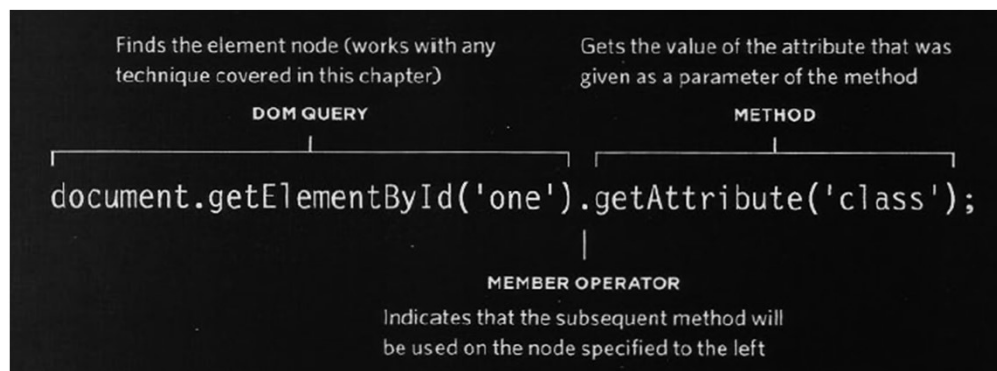 Finds the element node (works with any
technique covered in this chapter)
Gets the value of the attribute that was
given as a parameter of the method
DOM QUERY
METHOD
document.getElementById('one').getAttribute('class');
MEMBER OPERATOR
Indicates that the subsequent method will
be used on the node specified to the left